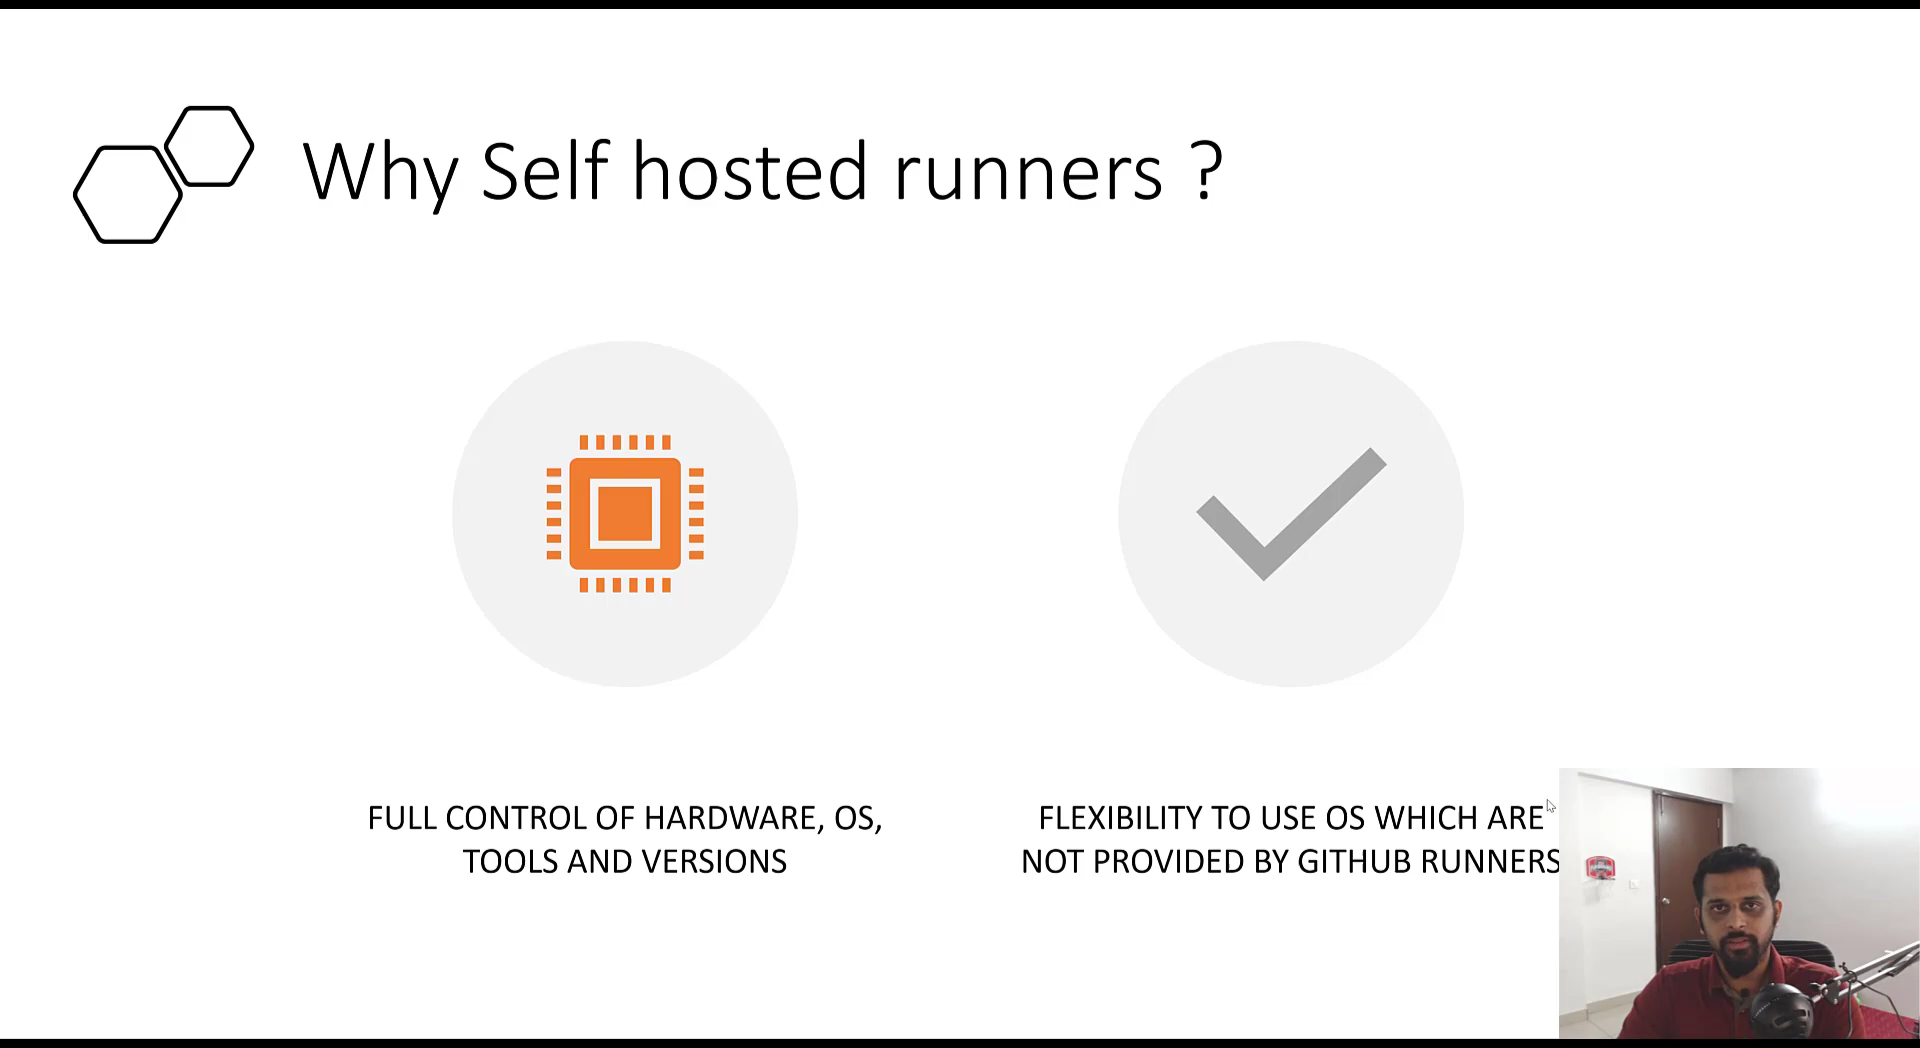 Why Self hosted runners ?
FULL CONTROL OF HARDWARE, OS,
TOOLS AND VERSIONS
FLEXIBILITY TO USE OS WHICH ARE
NOT PROVIDED BY GITHUB RUNNERS